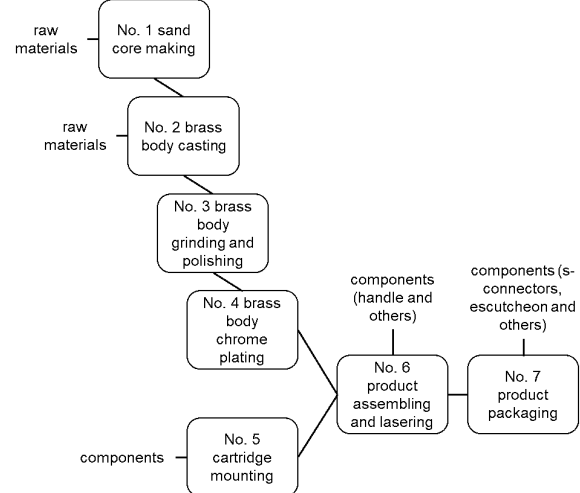 raw
materials
No. 1 sand
core making
raw
materials
No. 2 brass
body casting
No. 3 brass
body
grinding and
polishing
No. 4 brass
body
chrome
plating
components
No. 5
cartridge
mounting
components
(handle and
others)
No. 6
product
assembling
and lasering
components (s-
connectors,
escutcheon and
others)
No. 7
product
packaging